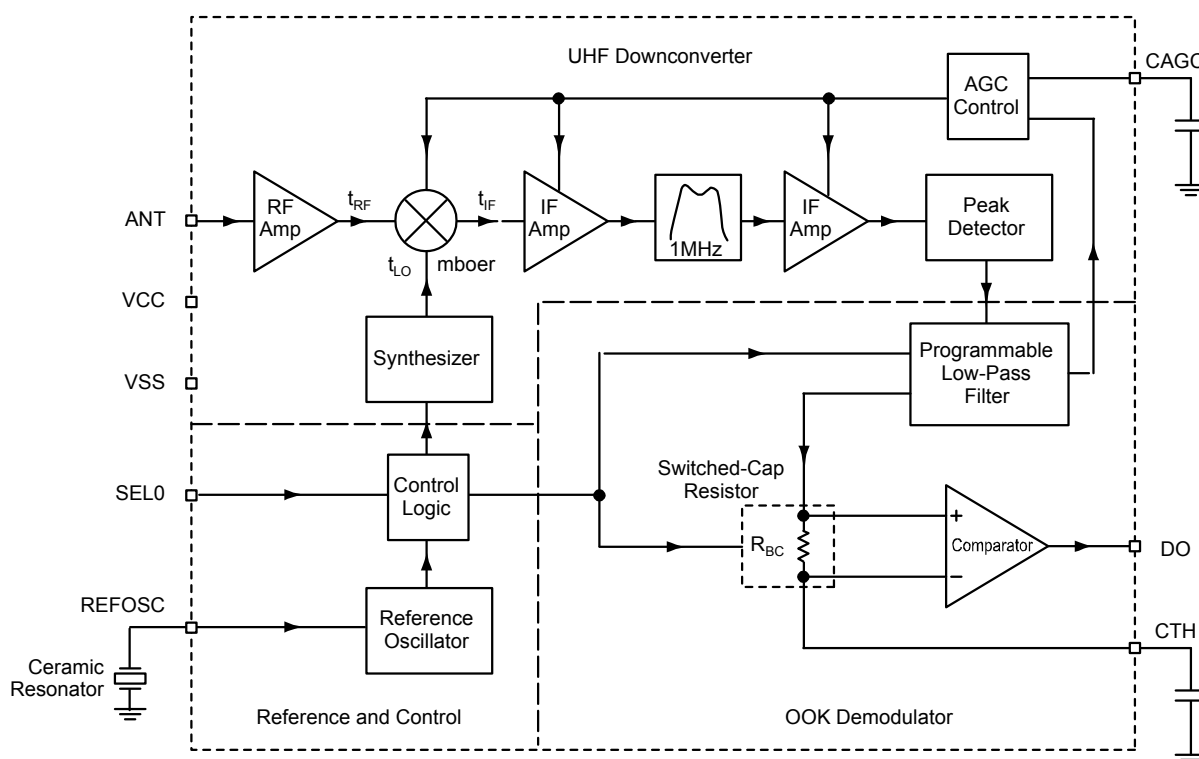 UHF Downconverter
CAGC
AGC
Control
ANT
RF
Amp
tRF
tIF
IF
Amp
1MHz
IF
Amp
Peak
Detector
tLO
mboer
VCC
Synthesizer
Programmable
Low-Pass
Filter
VSS
SEL0
Control
Logic
Switched-Cap
Resistor
RBC
+
−
Comparator
DO
REFOSC
Reference
Oscillator
CTH
Ceramic
Resonator
Reference and Control
OOK Demodulator